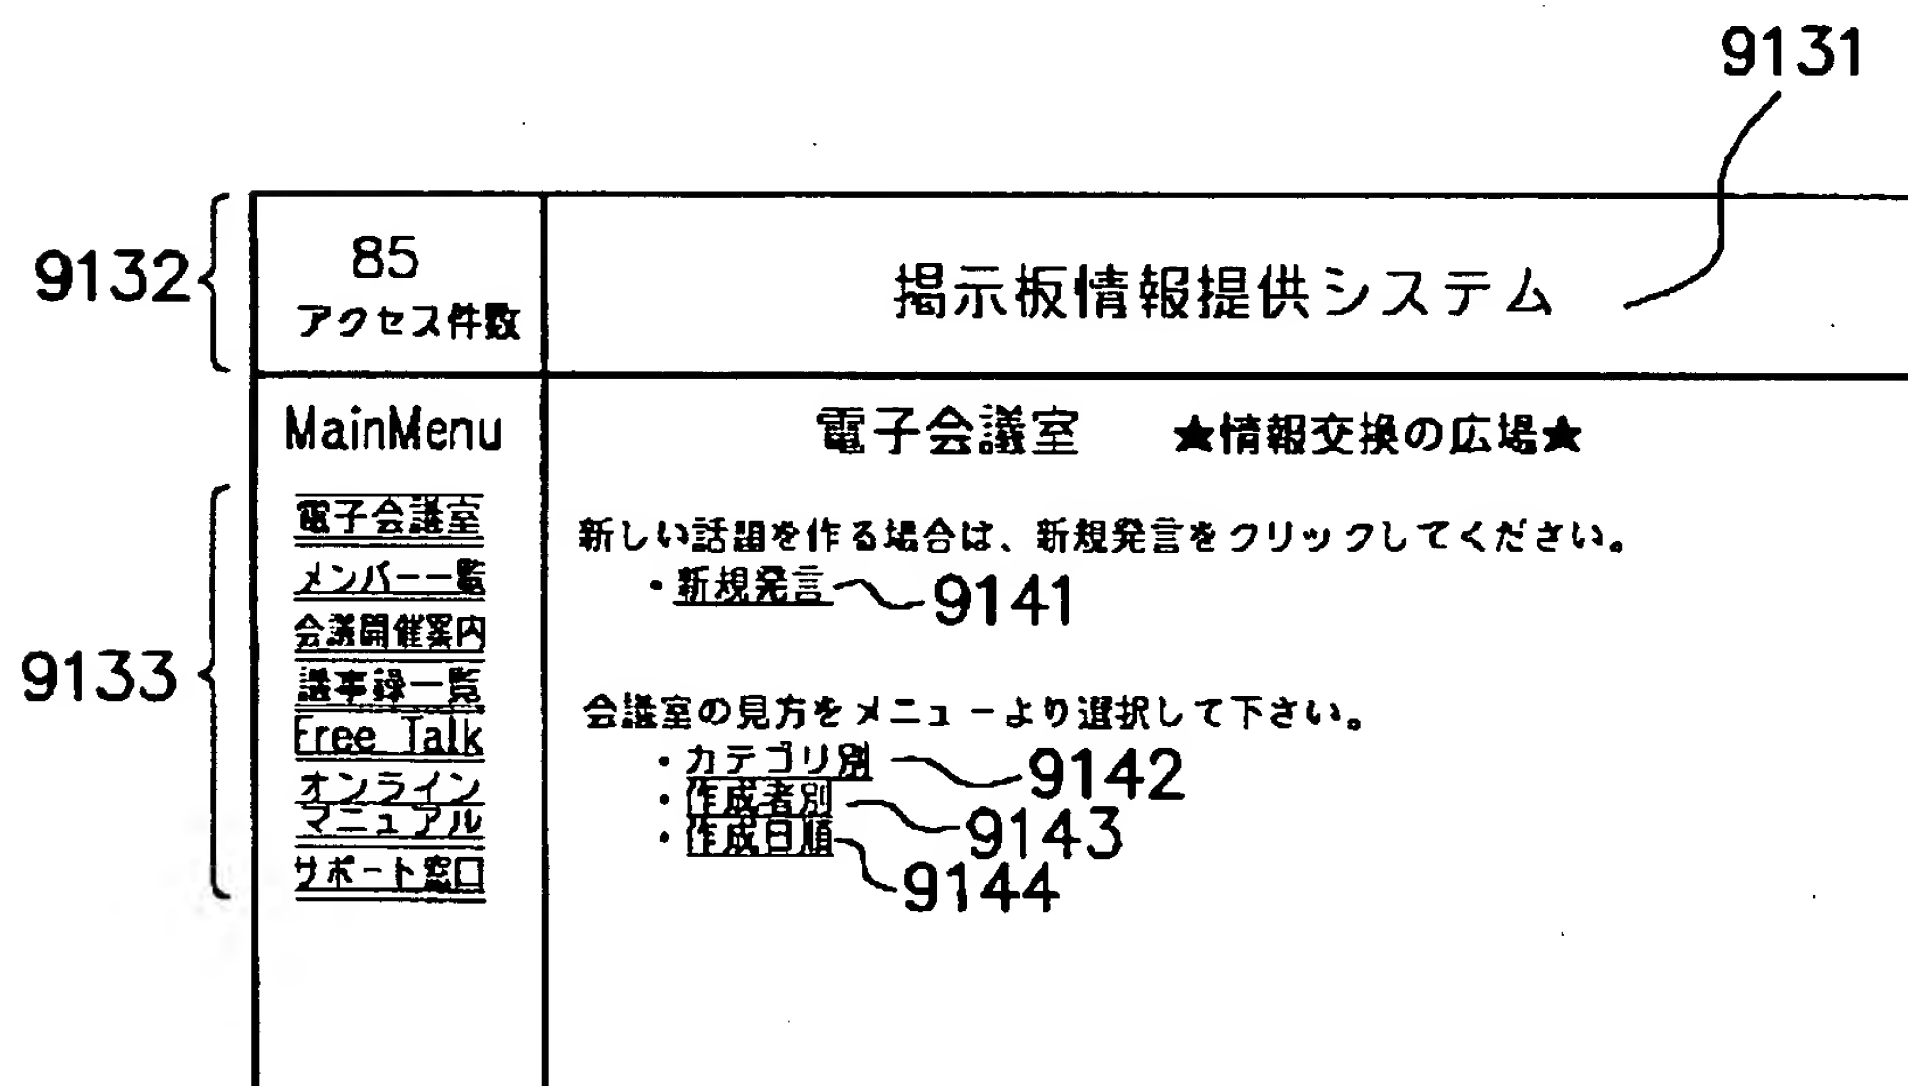 9131
9132
85
アクセス件数
掲示板情報提供システム
MainMenu
電子会議室 ★情報交換の広場★
9133
電子会議室
メンバー一覧
会議開催案内
議事録一覧
Free Talk
オンライン
マニュアル
サポート窓口
新しい話題を作る場合は、新規発言をクリックしてください。
・新規発言 9141
会議室の見方をメニューより選択して下さい。
・カテゴリ別 9142
・作成者別 9143
・作成日順 9144